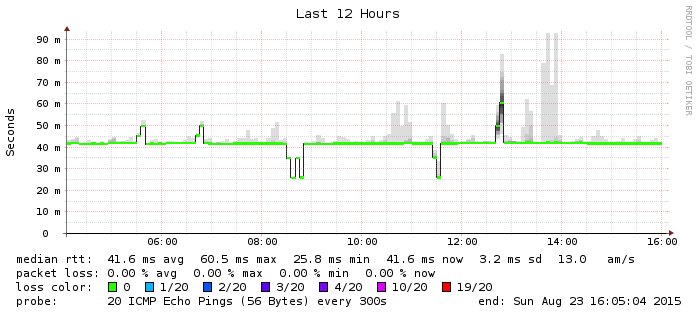 Last 12 Hours
RRDTOOL / TOBI OETIKER
Seconds
90 m
80 m
70 m
60 m
50 m
40 m
30 m
20 m
10 m
0
06:00 08:00 10:00 12:00 14:00 16:00
median rtt: 41.6 ms avg 60.5 ms max 25.8 ms min 41.6 ms now 3.2 ms sd 13.0 am/s
packet loss: 0.00 % avg 0.00 % max 0.00 % min 0.00 % now
loss color: 0 1/20 2/20 3/20 4/20 10/20 19/20
probe: 20 ICMP Echo Pings (56 Bytes) every 300s end: Sun Aug 23 16:05:04 2015